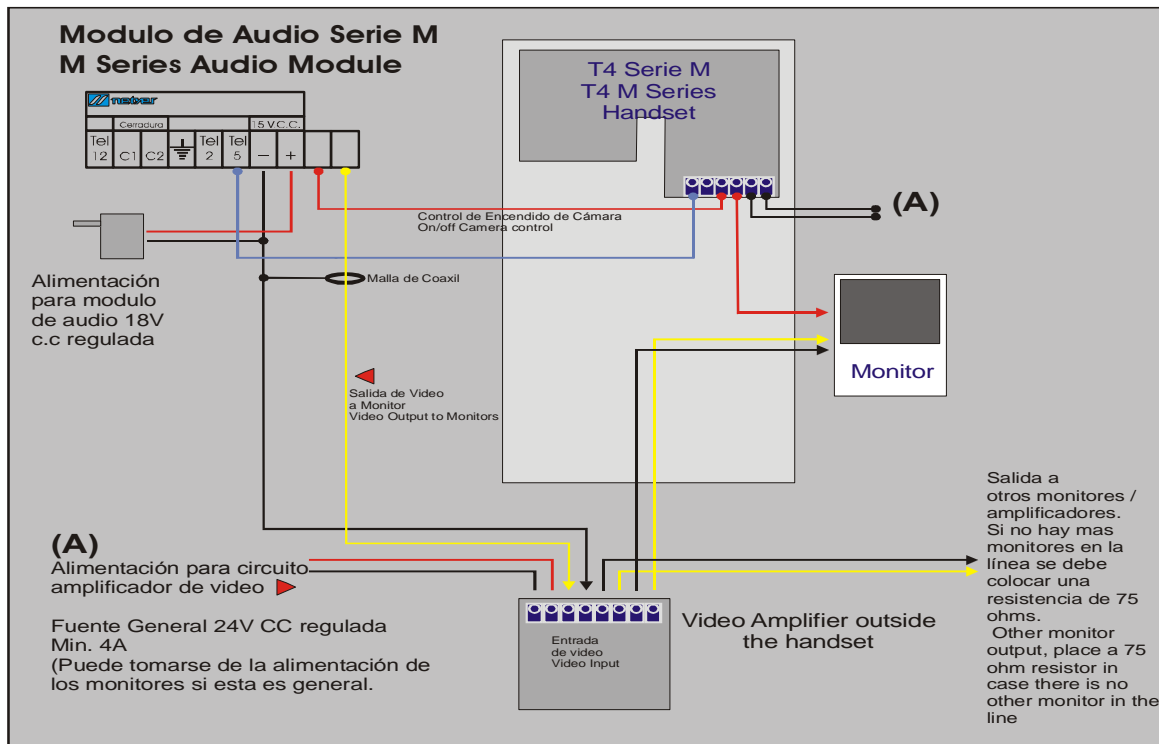 Modulo de Audio Serie M
M Series Audio Module
nebar
Cerradura
15 V C.C.
Tel 12
C1
C2
Tel 2
Tel 5
–
+
T4 Serie M
T4 M Series
Handset
(A)
Control de Encendido de Cámara
On/off Camera control
Malla de Coaxil
Alimentación
para modulo
de audio 18V
c.c regulada
Monitor
Salida de Video
a Monitor
Video Output to Monitors
(A)
Alimentación para circuito
amplificador de video
Fuente General 24V CC regulada
Min. 4A
(Puede tomarse de la alimentación de
los monitores si esta es general.
Entrada
de video
Video Input
Video Amplifier outside
the handset
Salida a
otros monitores /
amplificadores.
Si no hay mas
monitores en la
línea se debe
colocar una
resistencia de 75
ohms.
Other monitor
output, place a 75
ohm resistor in
case there is no
other monitor in the
line